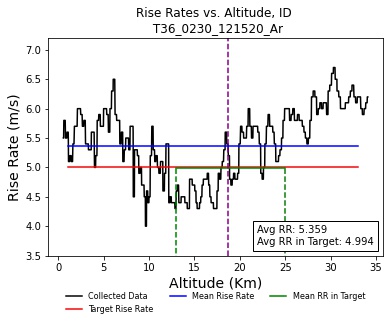 Rise Rates vs. Altitude, ID
T36_0230_121520_Ar
Rise Rate (m/s)
7.0
6.5
6.0
5.5
5.0
4.5
4.0
3.5
0 5 10 15 20 25 30 35
Altitude (Km)
Avg RR: 5.359
Avg RR in Target: 4.994
Collected Data
Target Rise Rate
Mean Rise Rate
Mean RR in Target